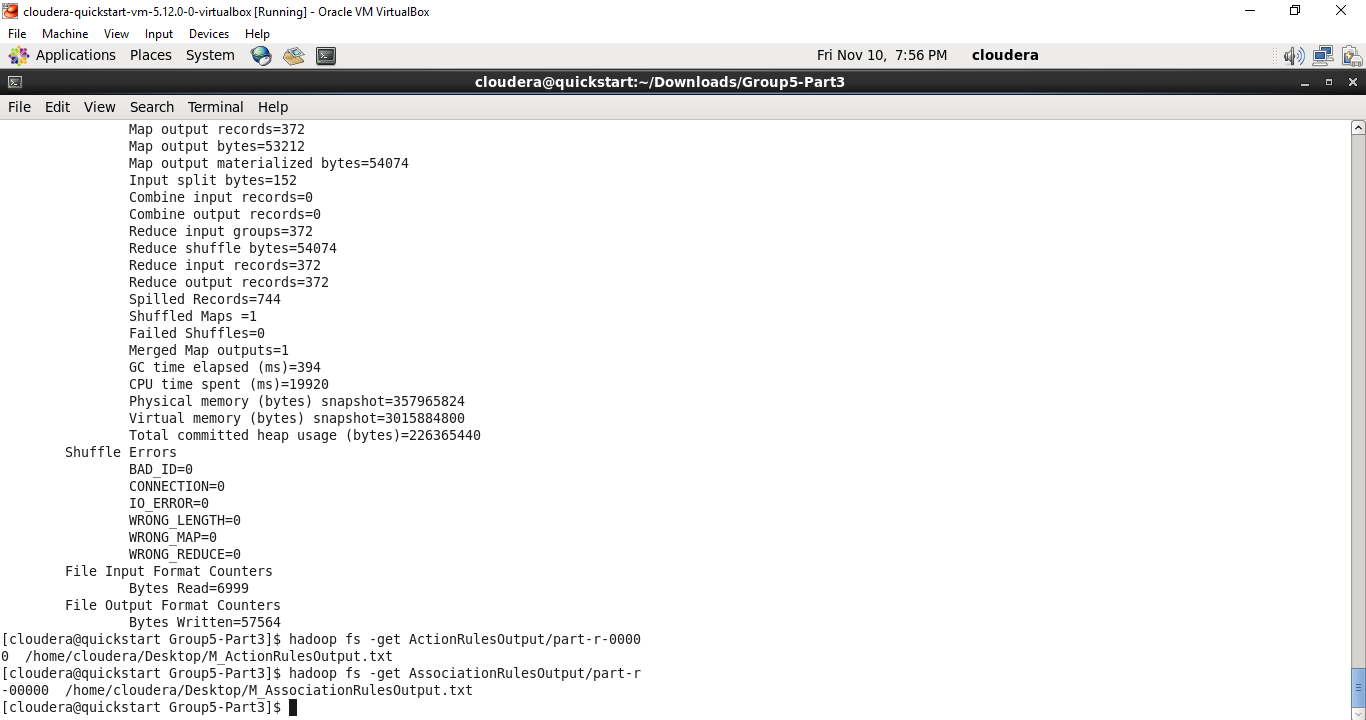 cloudera-quickstart-vm-5.12.0-0-virtualbox [Running] - Oracle VM VirtualBox
File Machine View Input Devices Help
Applications Places System Fri Nov 10, 7:56 PM cloudera
cloudera@quickstart:~/Downloads/Group5-Part3
File Edit View Search Terminal Help
Map output records=372
Map output bytes=53212
Map output materialized bytes=54074
Input split bytes=152
Combine input records=0
Combine output records=0
Reduce input groups=372
Reduce shuffle bytes=54074
Reduce input records=372
Reduce output records=372
Spilled Records=744
Shuffled Maps =1
Failed Shuffles=0
Merged Map outputs=1
GC time elapsed (ms)=394
CPU time spent (ms)=19920
Physical memory (bytes) snapshot=357965824
Virtual memory (bytes) snapshot=3015884800
Total committed heap usage (bytes)=226365440
Shuffle Errors
BAD_ID=0
CONNECTION=0
IO_ERROR=0
WRONG_LENGTH=0
WRONG_MAP=0
WRONG_REDUCE=0
File Input Format Counters
Bytes Read=6999
File Output Format Counters
Bytes Written=57564
[cloudera@quickstart Group5-Part3]$ hadoop fs -get ActionRulesOutput/part-r-0000
0  /home/cloudera/Desktop/M_ActionRulesOutput.txt
[cloudera@quickstart Group5-Part3]$ hadoop fs -get AssociationRulesOutput/part-r
-00000  /home/cloudera/Desktop/M_AssociationRulesOutput.txt
[cloudera@quickstart Group5-Part3]$